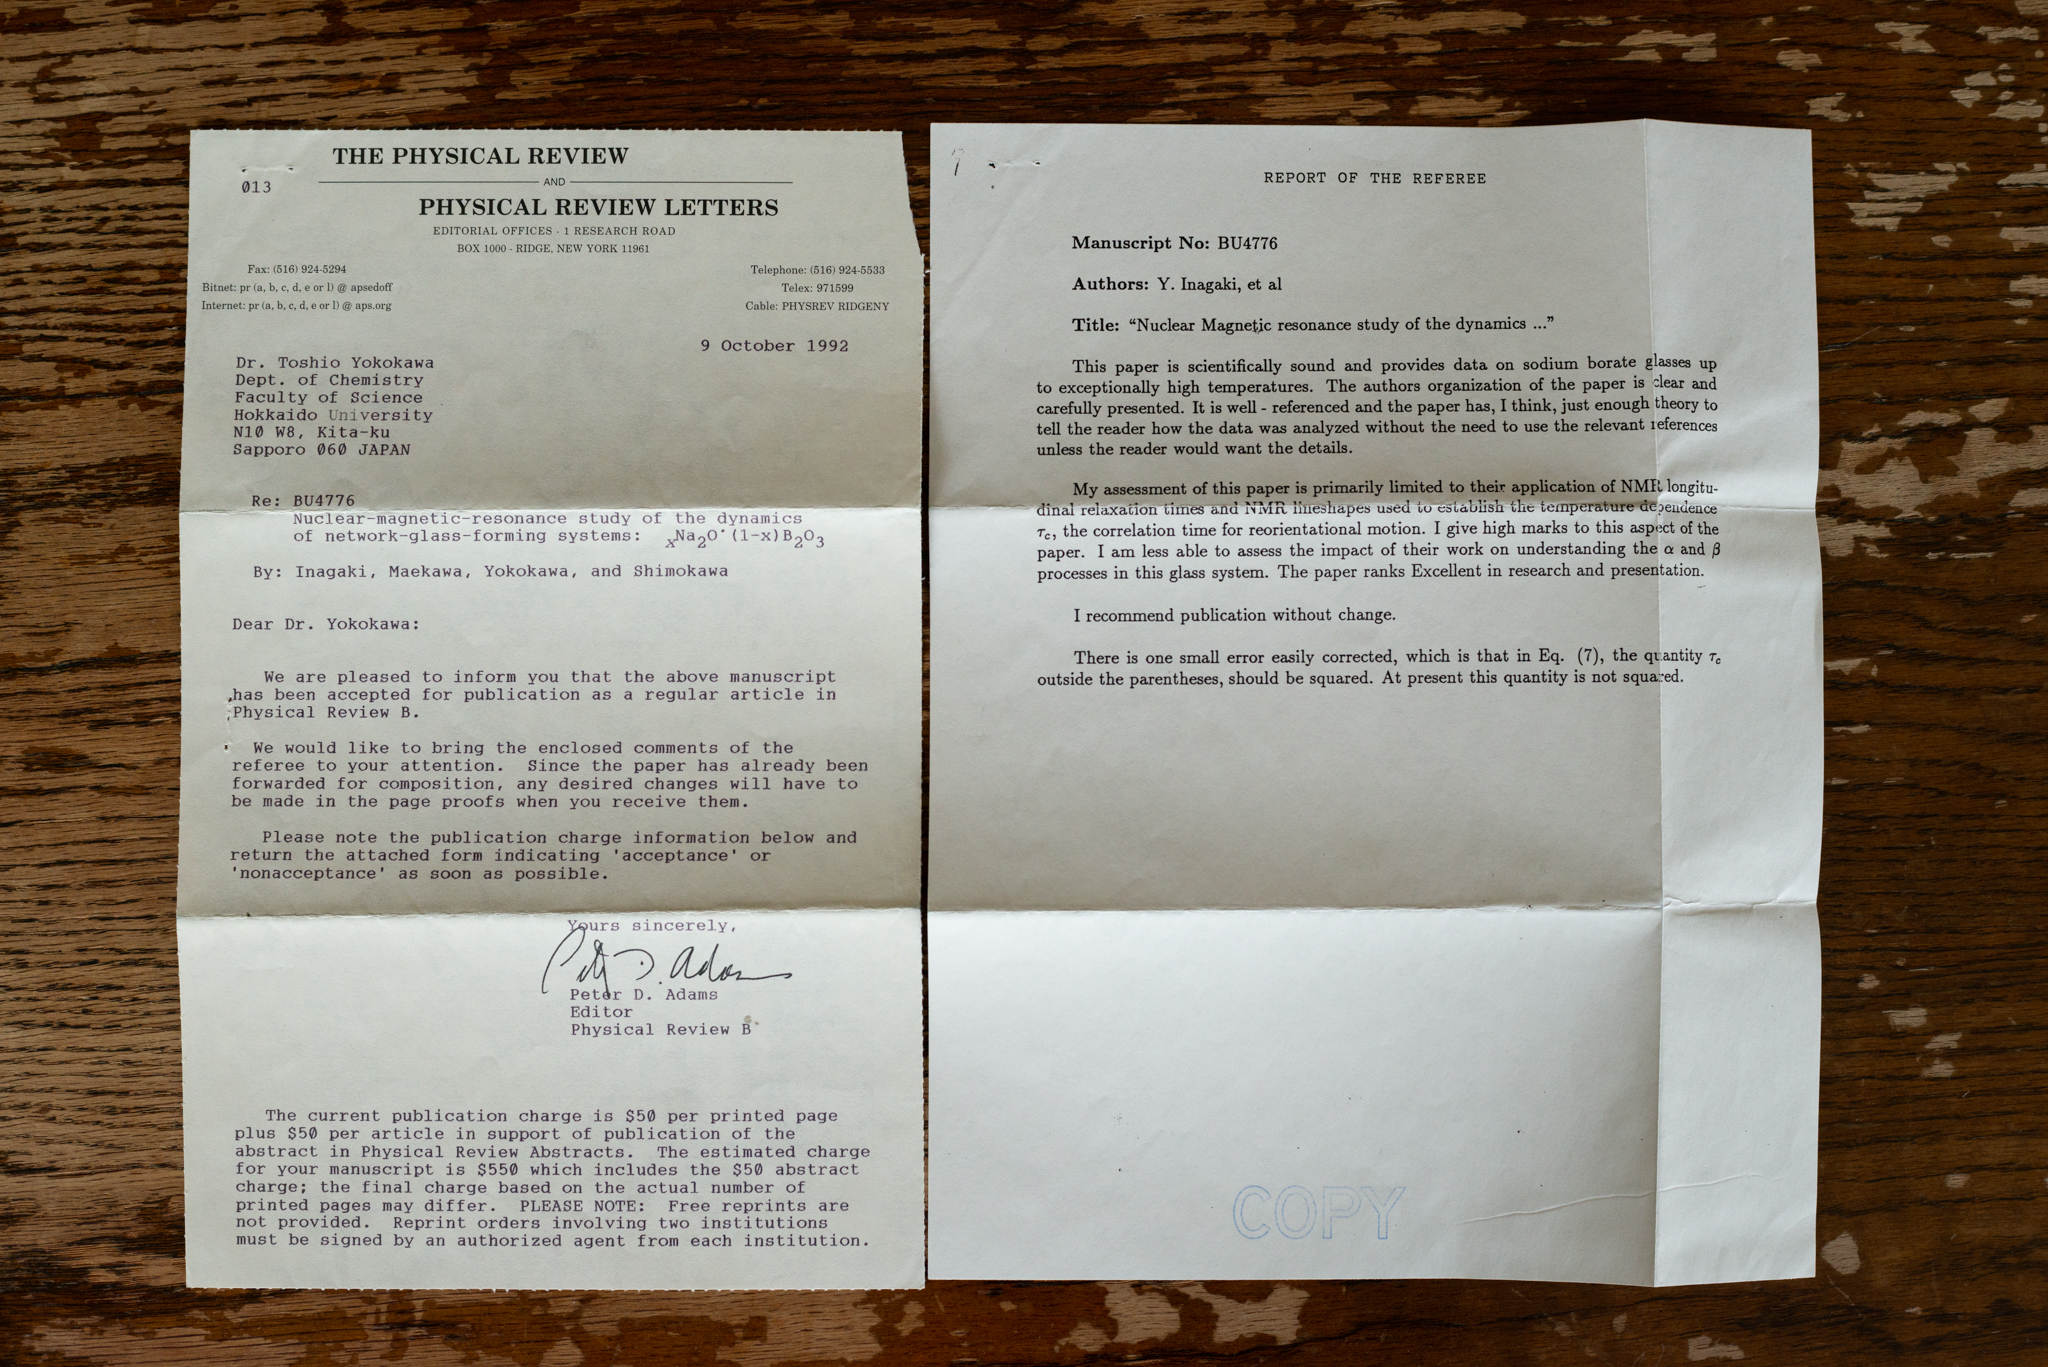 THE PHYSICAL REVIEW
AND
PHYSICAL REVIEW LETTERS
EDITORIAL OFFICES - 1 RESEARCH ROAD
BOX 1000 - RIDGE, NEW YORK 11961
013
Fax: (516) 924-5294
Bitnet: pr (a, b, c, d, e or l) @ apsedoff
Internet: pr (a, b, c, d, e or l) @ aps.org
Telephone: (516) 924-5533
Telex: 971599
Cable: PHYSREV RIDGENY
9 October 1992
Dr. Toshio Yokokawa
Dept. of Chemistry
Faculty of Science
Hokkaido University
N10 W8, Kita-ku
Sapporo 060 JAPAN
Re: BU4776
Nuclear-magnetic-resonance study of the dynamics
of network-glass-forming systems: xNa2O·(1-x)B2O3
By: Inagaki, Maekawa, Yokokawa, and Shimokawa
Dear Dr. Yokokawa:
We are pleased to inform you that the above manuscript
has been accepted for publication as a regular article in
Physical Review B.
We would like to bring the enclosed comments of the
referee to your attention. Since the paper has already been
forwarded for composition, any desired changes will have to
be made in the page proofs when you receive them.
Please note the publication charge information below and
return the attached form indicating 'acceptance' or
'nonacceptance' as soon as possible.
Yours sincerely,
Peter D. Adams
Peter D. Adams
Editor
Physical Review B
The current publication charge is $50 per printed page
plus $50 per article in support of publication of the
abstract in Physical Review Abstracts. The estimated charge
for your manuscript is $550 which includes the $50 abstract
charge; the final charge based on the actual number of
printed pages may differ. PLEASE NOTE: Free reprints are
not provided. Reprint orders involving two institutions
must be signed by an authorized agent from each institution.
REPORT OF THE REFEREE
Manuscript No: BU4776
Authors: Y. Inagaki, et al
Title: “Nuclear Magnetic resonance study of the dynamics ...”
This paper is scientifically sound and provides data on sodium borate glasses up
to exceptionally high temperatures. The authors organization of the paper is clear and
carefully presented. It is well - referenced and the paper has, I think, just enough theory to
tell the reader how the data was analyzed without the need to use the relevant references
unless the reader would want the details.
My assessment of this paper is primarily limited to their application of NMR longitu-
dinal relaxation times and NMR lineshapes used to establish the temperature dependence
τc, the correlation time for reorientational motion. I give high marks to this aspect of the
paper. I am less able to assess the impact of their work on understanding the α and β
processes in this glass system. The paper ranks Excellent in research and presentation.
I recommend publication without change.
There is one small error easily corrected, which is that in Eq. (7), the quantity τc
outside the parentheses, should be squared. At present this quantity is not squared.
COPY